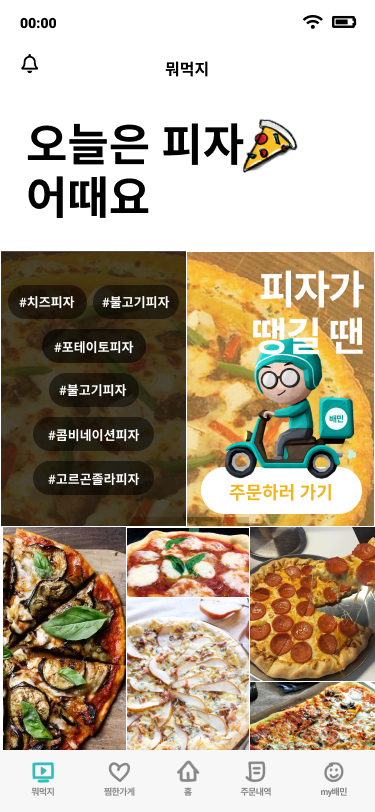 00:00
뭐먹지
오늘은 피자
어때요
#치즈피자 #불고기피자
#포테이토피자
#불고기피자
#콤비네이션피자
#고르곤졸라피자
피자가
땡길 땐
배민
주문하러 가기
뭐먹지 찜한가게 홈 주문내역 my배민